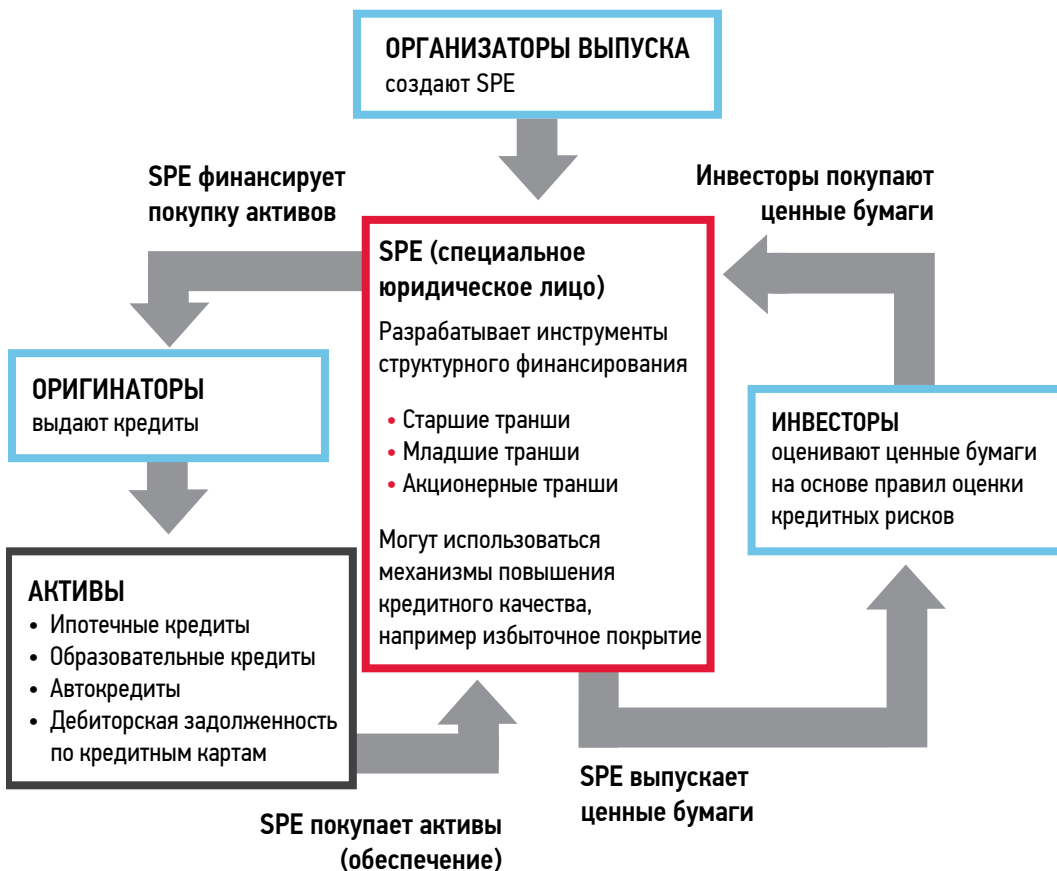 ОРГАНИЗАТОРЫ ВЫПУСКА
создают SPE
SPE финансирует
покупку активов
Инвесторы покупают
ценные бумаги
SPE (специальное
юридическое лицо)
Разрабатывает инструменты
структурного финансирования
• Старшие транши
• Младшие транши
• Акционерные транши
Могут использоваться
механизмы повышения
кредитного качества,
например избыточное покрытие
ОРИГИНАТОРЫ
выдают кредиты
ИНВЕСТОРЫ
оценивают ценные бумаги
на основе правил оценки
кредитных рисков
АКТИВЫ
• Ипотечные кредиты
• Образовательные кредиты
• Автокредиты
• Дебиторская задолженность
по кредитным картам
SPE выпускает
ценные бумаги
SPE покупает активы
(обеспечение)